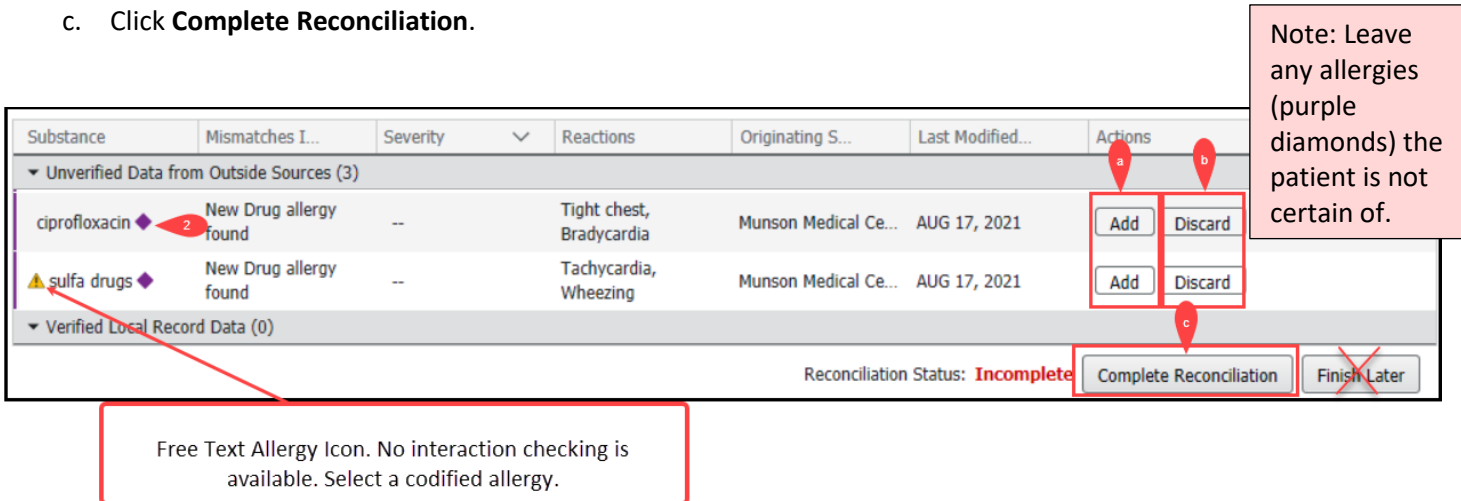 c. Click Complete Reconciliation.
Note: Leave
any allergies
(purple
diamonds) the
patient is not
certain of.
Substance Mismatches I... Severity Reactions Originating S... Last Modified... Actions
a b
Unverified Data from Outside Sources (3)
ciprofloxacin 2 New Drug allergy found -- Tight chest, Bradycardia Munson Medical Ce... AUG 17, 2021 Add Discard
sulfa drugs New Drug allergy found -- Tachycardia, Wheezing Munson Medical Ce... AUG 17, 2021 Add Discard
Verified Local Record Data (0)
c
Reconciliation Status: Incomplete Complete Reconciliation Finish Later
Free Text Allergy Icon. No interaction checking is
available. Select a codified allergy.